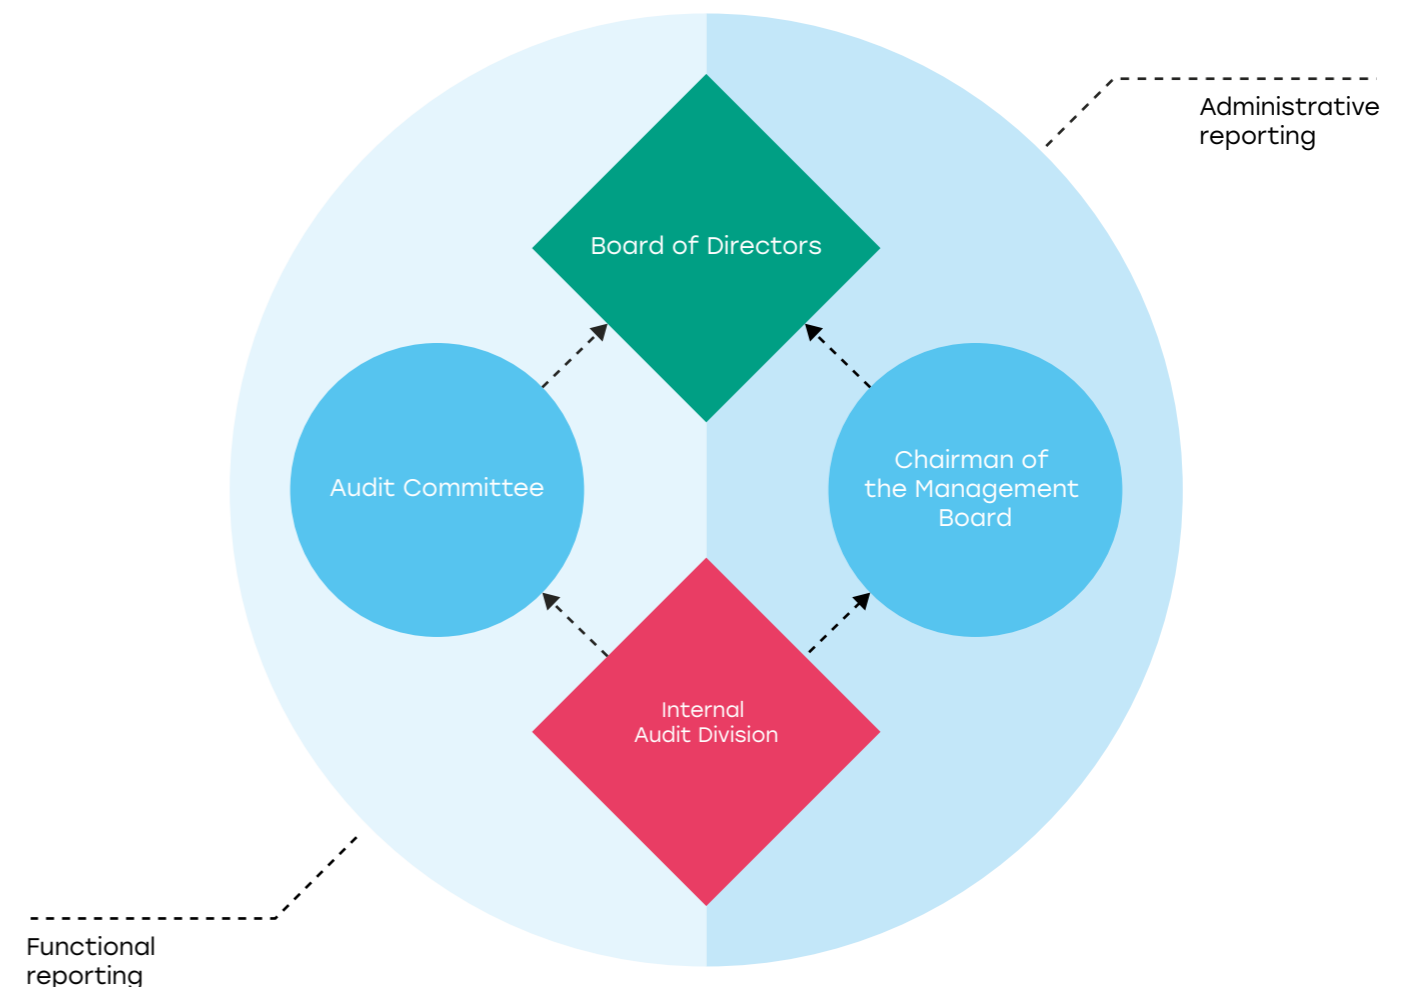 Administrative
reporting
Board of Directors
Audit Committee
Chairman of
the Management
Board
Internal
Audit Division
Functional
reporting